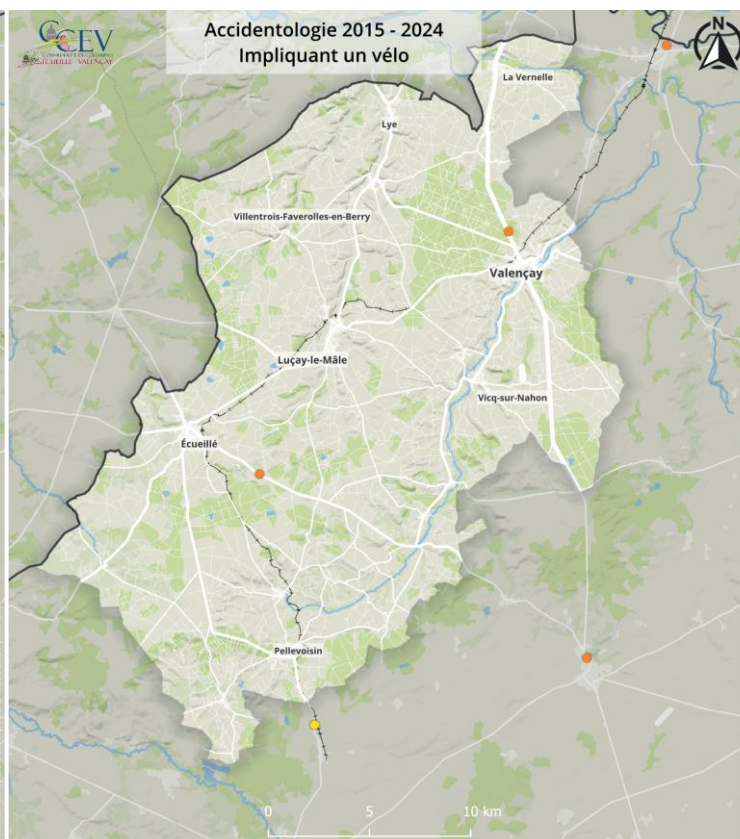 CCEV
COMMUNAUTÉ DE COMMUNES
ÉCUEILLÉ - VALENÇAY
Accidentologie 2015 - 2024
Impliquant un vélo
N
La Vernelle
Lye
Villentrois-Faverolles-en-Berry
Valençay
Luçay-le-Mâle
Vicq-sur-Nahon
Écueillé
Pellevoisin
0 5 10 km